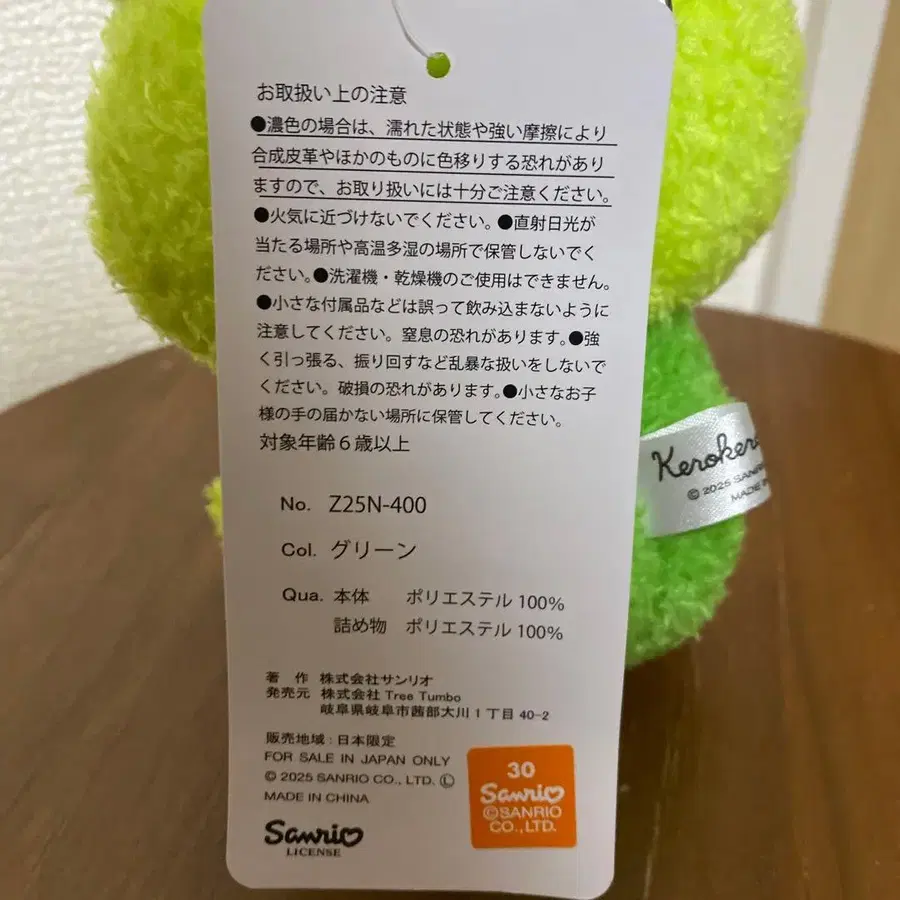 お取扱い上の注意
●濃色の場合は、濡れた状態や強い摩擦により
合成皮革やほかのものに色移りする恐れがあり
ますので、お取り扱いには十分ご注意ください。
●火気に近づけないでください。●直射日光が
当たる場所や高温多湿の場所で保管しないでく
ださい。●洗濯機・乾燥機のご使用はできません。
●小さな付属品などは誤って飲み込まないように
注意してください。窒息の恐れがあります。●強
く引っ張る、振り回すなど乱暴な扱いをしないで
ください。破損の恐れがあります。●小さなお子
様の手の届かない場所に保管してください。
対象年齢6歳以上
No. Z25N-400
Col. グリーン
Qua. 本体 ポリエステル 100%
詰め物 ポリエステル 100%
著 作 株式会社サンリオ
発売元 株式会社 Tree Tumbo
岐阜県岐阜市茜部大川1丁目 40-2
販売地域:日本限定
FOR SALE IN JAPAN ONLY
© 2025 SANRIO CO., LTD. Ⓛ
MADE IN CHINA
Sanrio
LICENSE
30
Sanrio
©SANRIO
CO.,LTD.
© 2025
MADE